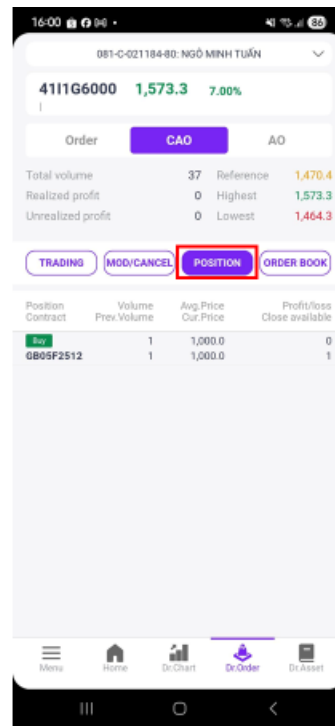 16:00 86
081-C-021184-80: NGÔ MINH TUẤN
41I1G6000 1,573.3 7.00%
Order CAO AO
Total volume 37 Reference 1,470.4
Realized profit 0 Highest 1,573.3
Unrealized profit 0 Lowest 1,464.3
TRADING MOD/CANCEL POSITION ORDER BOOK
Position Volume Avg.Price Profit/loss
Contract Prev.Volume Cur.Price Close available
Buy 1 1,000.0 0
GB05F2512 1 1,000.0 1
Menu Home Dr.Chart Dr.Order Dr.Asset